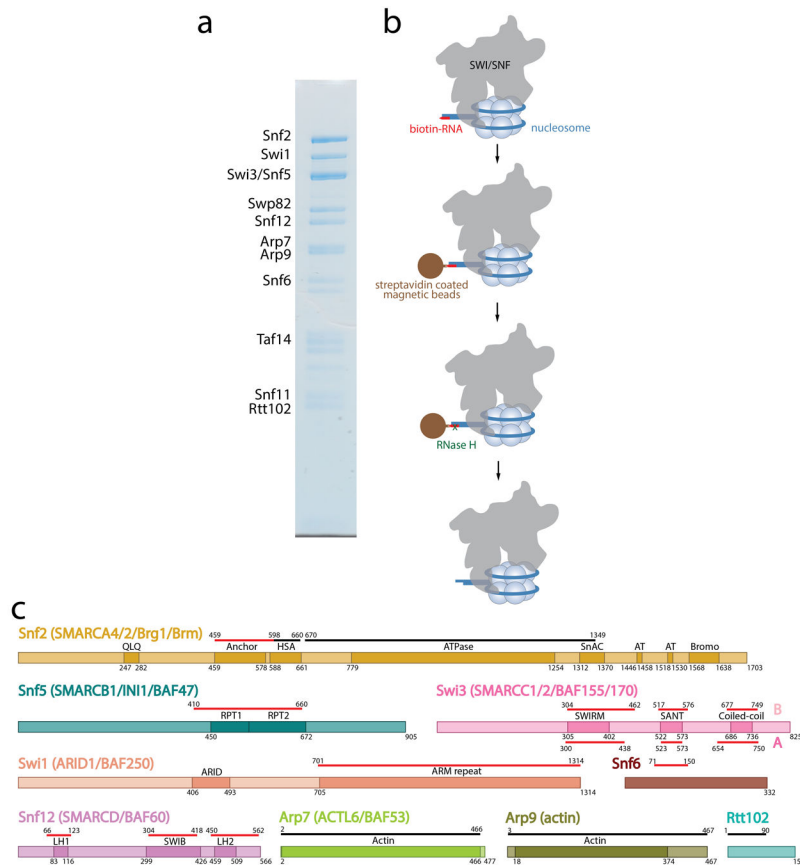 a
b
Snf2
Swi1
Swi3/Snf5
Swp82
Snf12
Arp7
Arp9
Snf6
Taf14
Snf11
Rtt102
SWI/SNF
biotin-RNA
nucleosome
streptavidin coated
magnetic beads
RNase H
c
Snf2 (SMARCA4/2/Brg1/Brm)
459 598 660 670 1349
QLQ Anchor HSA ATPase SnAC AT AT Bromo
247 282 459 578 588 661 779 1254 1312 1370 1446 1458 1518 1530 1568 1638 1703
Snf5 (SMARCB1/INI1/BAF47)
410 660
RPT1 RPT2
450 672 905
Swi3 (SMARCC1/2/BAF155/170)
304 462 517 576 677 749 B
SWIRM SANT Coiled-coil
305 402 522 573 686 736 825
300 438 523 573 654 750 A
Swi1 (ARID1/BAF250)
701 1314
ARID ARM repeat
406 493 705 1314
Snf6
71 150
332
Snf12 (SMARCD/BAF60)
66 123 304 418 450 562
LH1 SWIB LH2
83 116 299 426 459 509 566
Arp7 (ACTL6/BAF53)
2 466
Actin
2 466 477
Arp9 (actin)
3 467
Actin
18 374 467
Rtt102
1 90